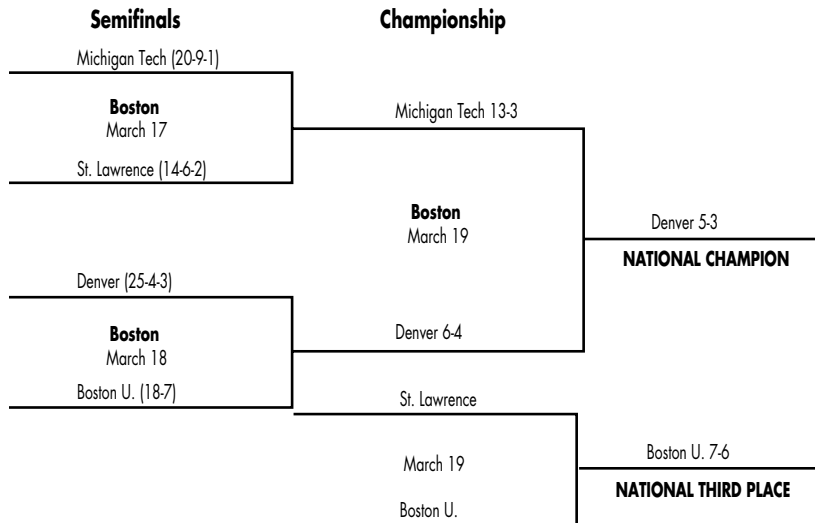 Semifinals
Championship
Michigan Tech (20-9-1)
Boston
March 17
St. Lawrence (14-6-2)
Michigan Tech 13-3
Boston
March 19
Denver 5-3
NATIONAL CHAMPION
Denver (25-4-3)
Boston
March 18
Boston U. (18-7)
Denver 6-4
St. Lawrence
March 19
Boston U.
Boston U. 7-6
NATIONAL THIRD PLACE